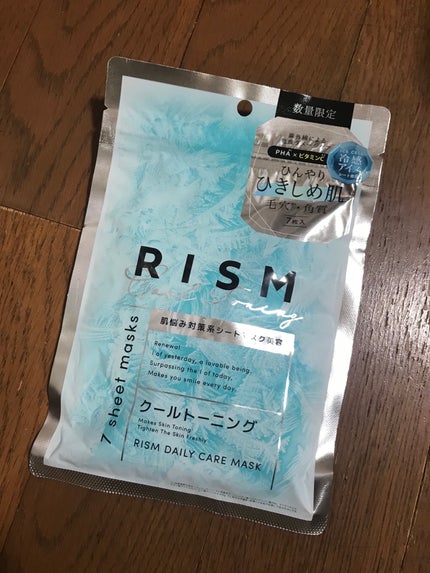 数量限定
PHA×ビタミンC
冷感
アイス
ひんやり
ひきしめ肌
毛穴・角質
7枚入
RISM
Cool Toning
肌悩み対策系シートマスク美容
Renewal
I of yesterday, a lovable being.
Surpassing the I of today,
Makes you smile every day.
7 sheet masks
クールトーニング
Makes Skin Toning
Tighten The Skin Freshly
RISM DAILY CARE MASK